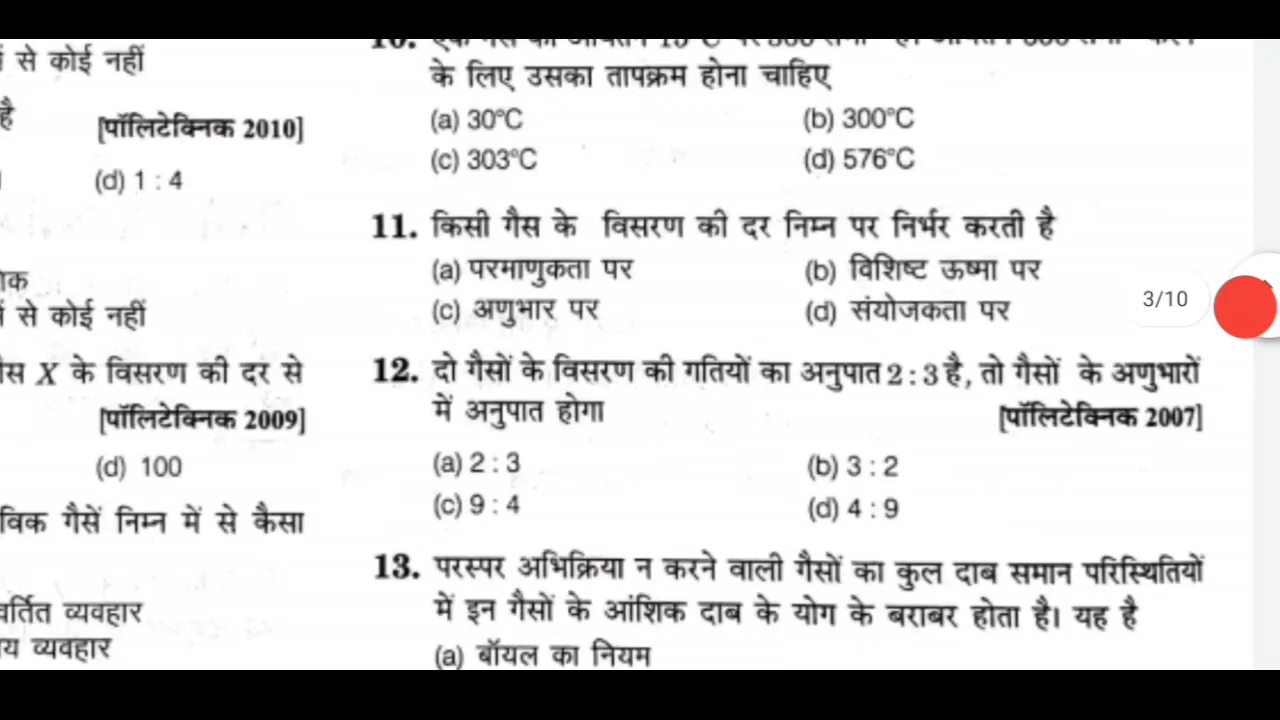 से कोई नहीं
है
[पॉलिटेक्निक 2010]
(d) 1 : 4
से कोई नहीं
X के विसरण की दर से
[पॉलिटेक्निक 2009]
(d) 100
गैसें निम्न में से कैसा
व्यवहार
व्यवहार
10.
के लिए उसका तापक्रम होना चाहिए
(a) 30°C (b) 300°C
(c) 303°C (d) 576°C
11. किसी गैस के विसरण की दर निम्न पर निर्भर करती है
(a) परमाणुकता पर (b) विशिष्ट ऊष्मा पर
(c) अणुभार पर (d) संयोजकता पर
3/10
12. दो गैसों के विसरण की गतियों का अनुपात 2 : 3 है, तो गैसों के अणुभारों
में अनुपात होगा [पॉलिटेक्निक 2007]
(a) 2 : 3 (b) 3 : 2
(c) 9 : 4 (d) 4 : 9
13. परस्पर अभिक्रिया न करने वाली गैसों का कुल दाब समान परिस्थितियों
में इन गैसों के आंशिक दाब के योग के बराबर होता है। यह है
(a) बॉयल का नियम